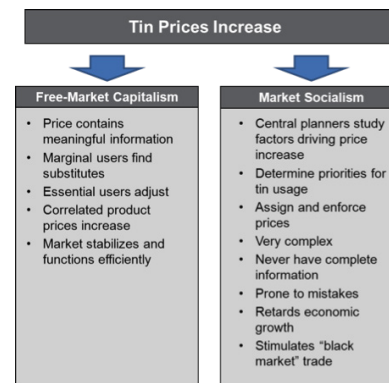 Tin Prices Increase
Free-Market Capitalism
• Price contains
meaningful information
• Marginal users find
substitutes
• Essential users adjust
• Correlated product
prices increase
• Market stabilizes and
functions efficiently
Market Socialism
• Central planners study
factors driving price
increase
• Determine priorities for
tin usage
• Assign and enforce
prices
• Very complex
• Never have complete
information
• Prone to mistakes
• Retards economic
growth
• Stimulates “black
market” trade